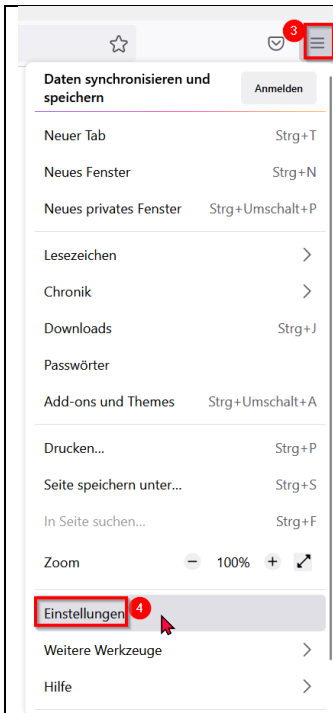 3
Daten synchronisieren und
speichern
Anmelden
Neuer Tab Strg+T
Neues Fenster Strg+N
Neues privates Fenster Strg+Umschalt+P
Lesezeichen
Chronik
Downloads Strg+J
Passwörter
Add-ons und Themes Strg+Umschalt+A
Drucken... Strg+P
Seite speichern unter... Strg+S
In Seite suchen... Strg+F
Zoom − 100% +
Einstellungen 4
Weitere Werkzeuge
Hilfe